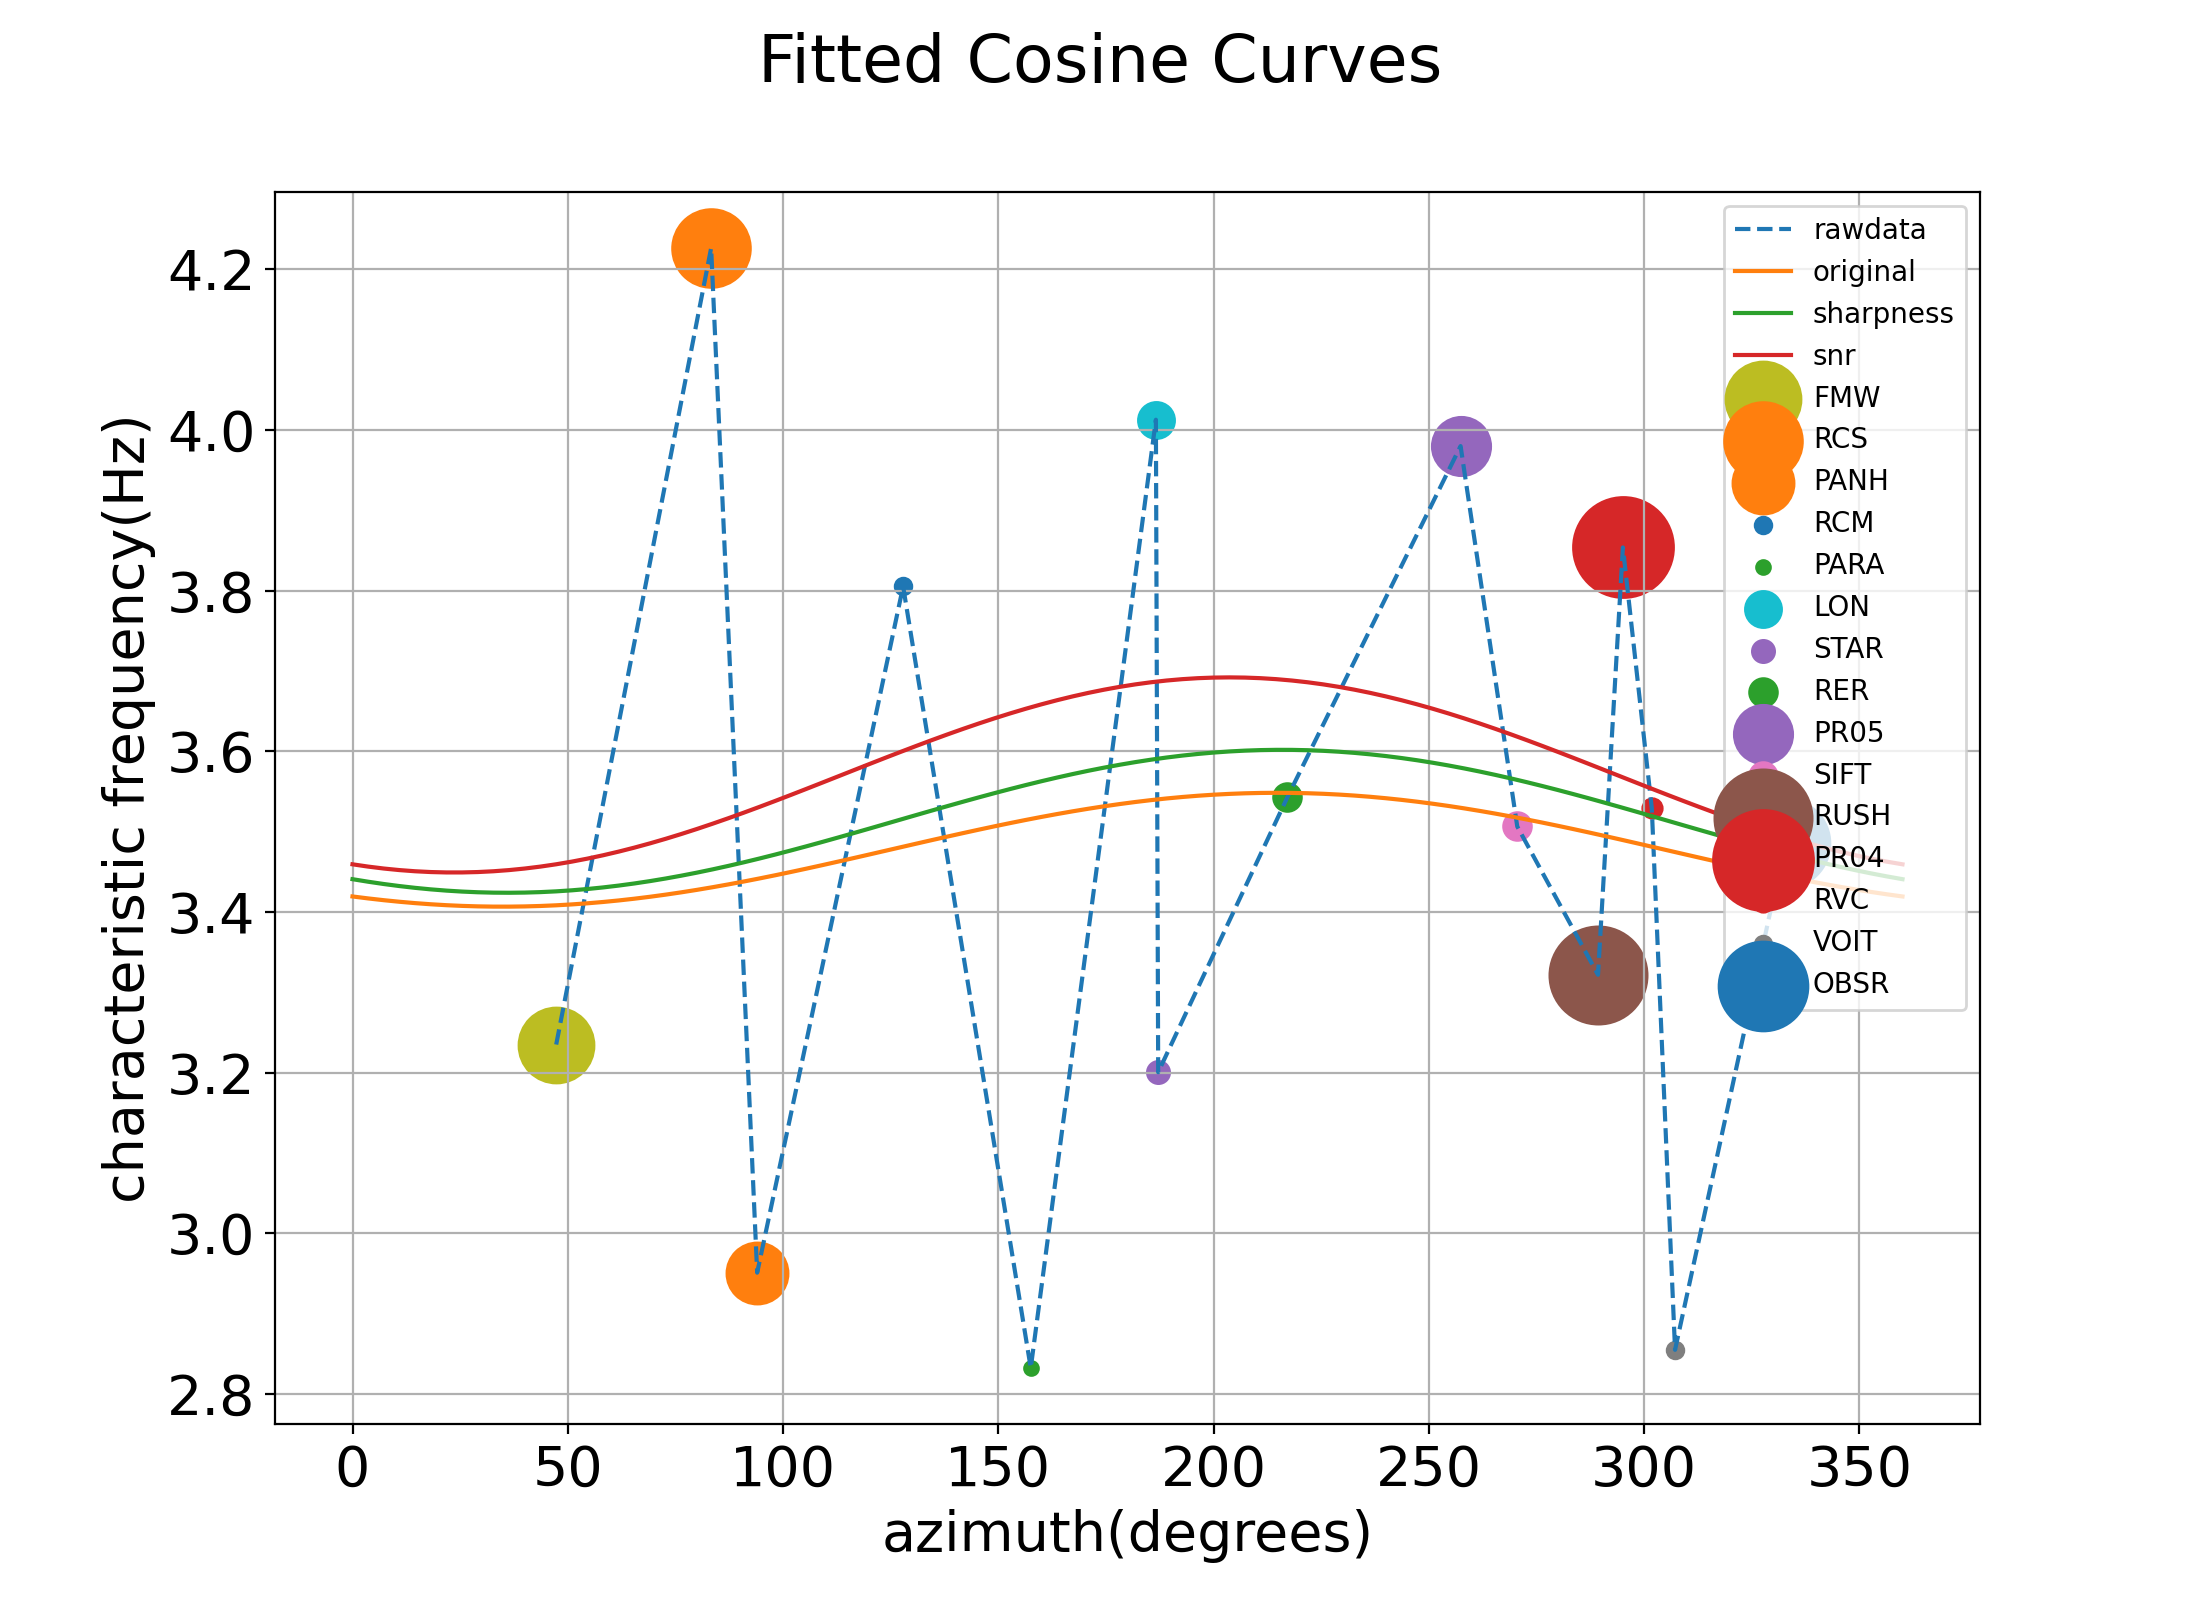 Fitted Cosine Curves
characteristic frequency(Hz)
4.2
4.0
3.8
3.6
3.4
3.2
3.0
2.8
rawdata
original
sharpness
snr
FMW
RCS
PANH
RCM
PARA
LON
STAR
RER
PR05
SIFT
RUSH
PR04
RVC
VOIT
OBSR
0 50 100 150 200 250 300 350
azimuth(degrees)